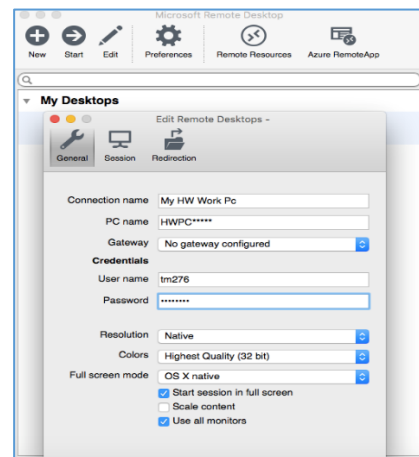 Microsoft Remote Desktop
New Start Edit Preferences Remote Resources Azure RemoteApp
My Desktops
Edit Remote Desktops -
General Session Redirection
Connection name My HW Work Pc
PC name HWPC*****
Gateway No gateway configured
Credentials
User name tm276
Password ••••••••
Resolution Native
Colors Highest Quality (32 bit)
Full screen mode OS X native
Start session in full screen
Scale content
Use all monitors